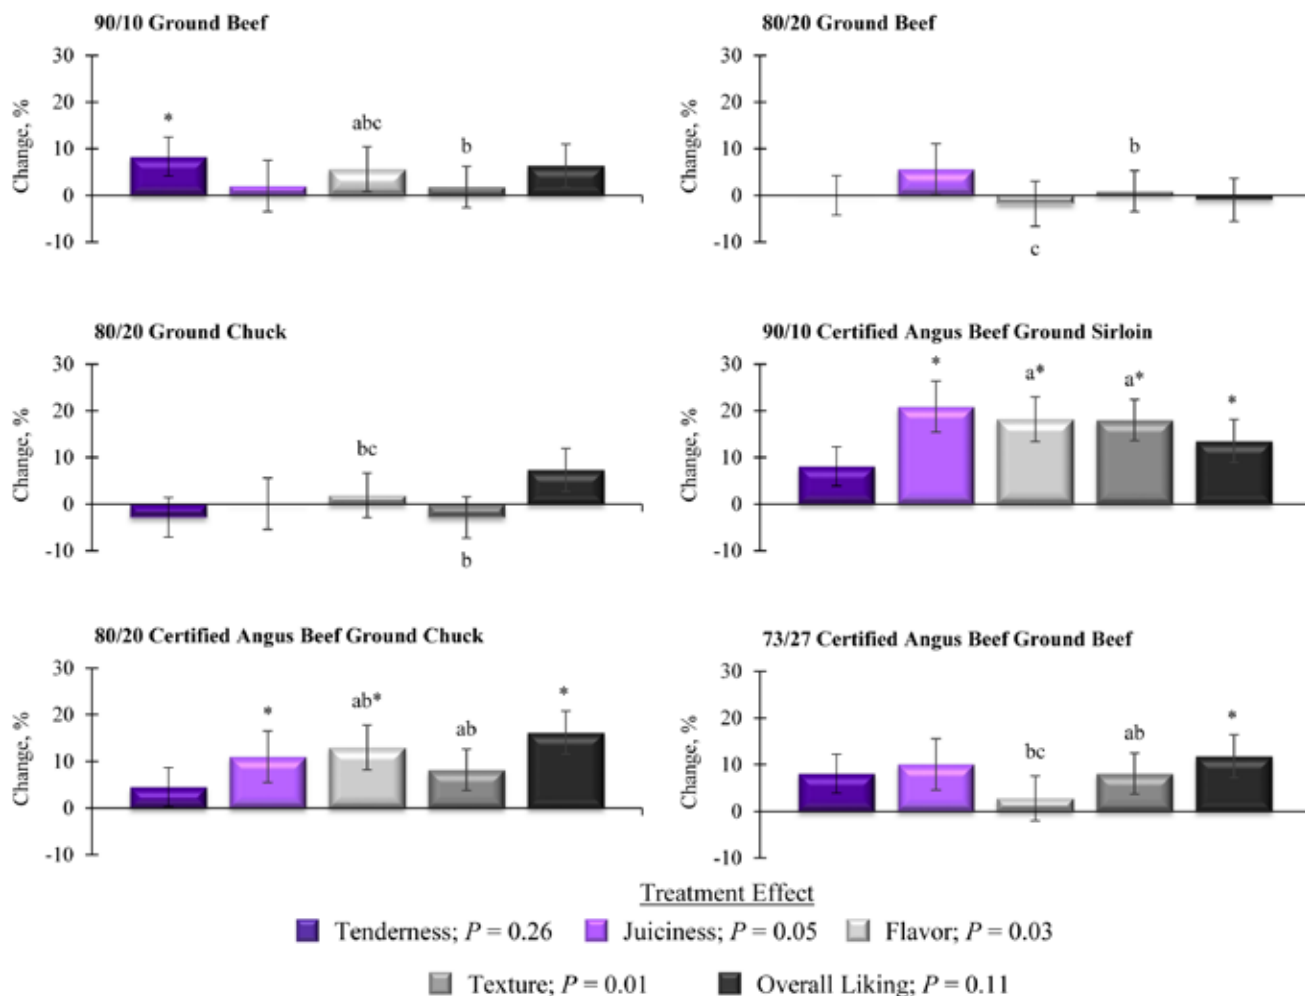 90/10 Ground Beef
30
20
10
0
-10
Change, %
*
abc
b
80/20 Ground Beef
30
20
10
0
-10
Change, %
b
c
80/20 Ground Chuck
30
20
10
0
-10
Change, %
bc
b
90/10 Certified Angus Beef Ground Sirloin
30
20
10
0
-10
Change, %
*
a*
a*
*
80/20 Certified Angus Beef Ground Chuck
30
20
10
0
-10
Change, %
*
ab*
ab
*
73/27 Certified Angus Beef Ground Beef
30
20
10
0
-10
Change, %
bc
ab
*
Treatment Effect
Tenderness; P = 0.26
Juiciness; P = 0.05
Flavor; P = 0.03
Texture; P = 0.01
Overall Liking; P = 0.11